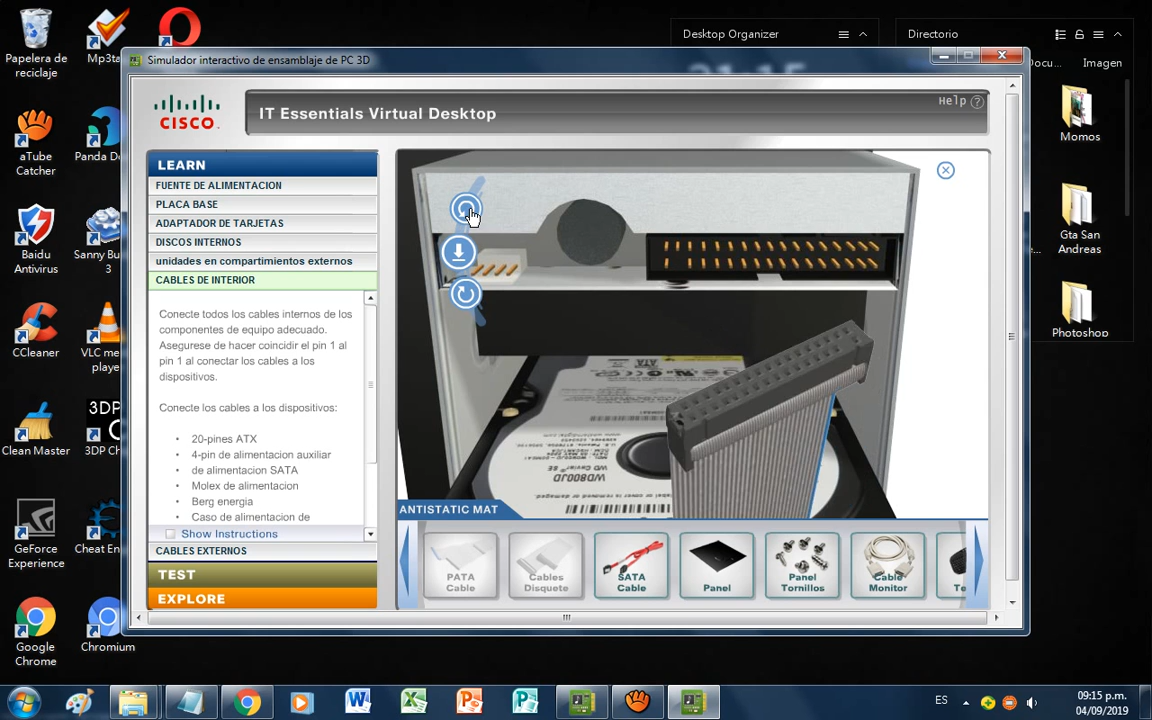 Papelera de reciclaje
Mp3ta
aTube Catcher
Panda De
Baidu Antivirus
Sanny Bu 3
CCleaner
VLC me playe
Clean Master
3DP Ch
GeForce Experience
Cheat En
Google Chrome
Chromium
Desktop Organizer
Directorio
Docu...
Imagen
Momos
Gta San Andreas
Photoshop
Simulador interactivo de ensamblaje de PC 3D
CISCO
IT Essentials Virtual Desktop
Help ?
LEARN
FUENTE DE ALIMENTACION
PLACA BASE
ADAPTADOR DE TARJETAS
DISCOS INTERNOS
unidades en compartimientos externos
CABLES DE INTERIOR
Conecte todos los cables internos de los
componentes de equipo adecuado.
Asegurese de hacer coincidir el pin 1 al
pin 1 al conectar los cables a los
dispositivos.
Conecte los cables a los dispositivos:
• 20-pines ATX
• 4-pin de alimentacion auxiliar
• de alimentacion SATA
• Molex de alimentacion
• Berg energia
• Caso de alimentacion de
Show Instructions
CABLES EXTERNOS
TEST
EXPLORE
WD800JD
ANTISTATIC MAT
PATA Cable
Cables Disquete
SATA Cable
Panel
Panel Tornillos
Cable Monitor
Te
ES
09:15 p.m.
04/09/2019